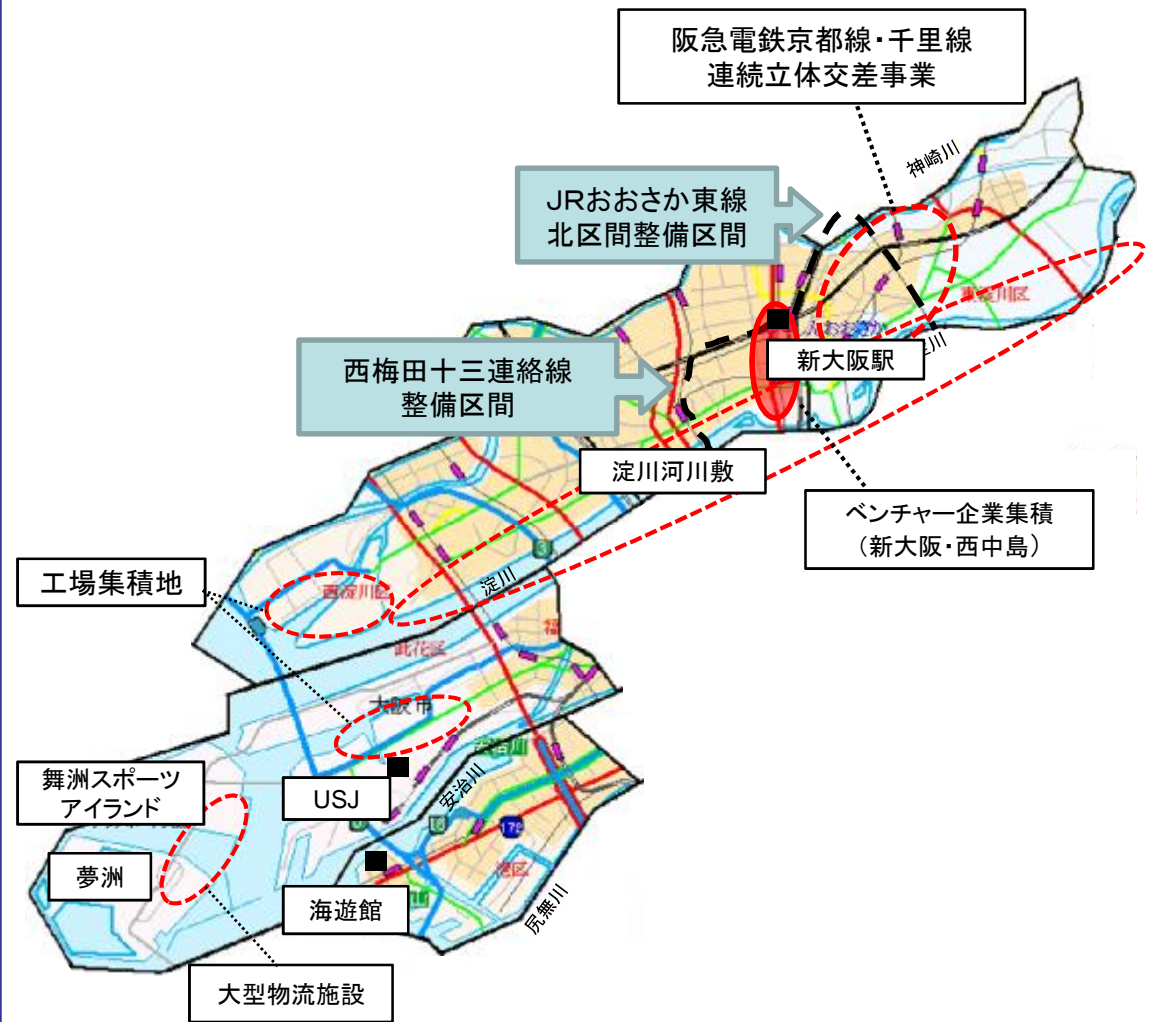 阪急電鉄京都線・千里線
連続立体交差事業
神崎川
JRおおさか東線
北区間整備区間
東淀川区
新大阪駅
西梅田十三連絡線
整備区間
淀川河川敷
ベンチャー企業集積
（新大阪・西中島）
工場集積地
西淀川区
淀川
此花区
福
大阪市
舞洲スポーツ
アイランド
USJ
安治川
安治川
夢洲
海遊館
港区
尻無川
大型物流施設